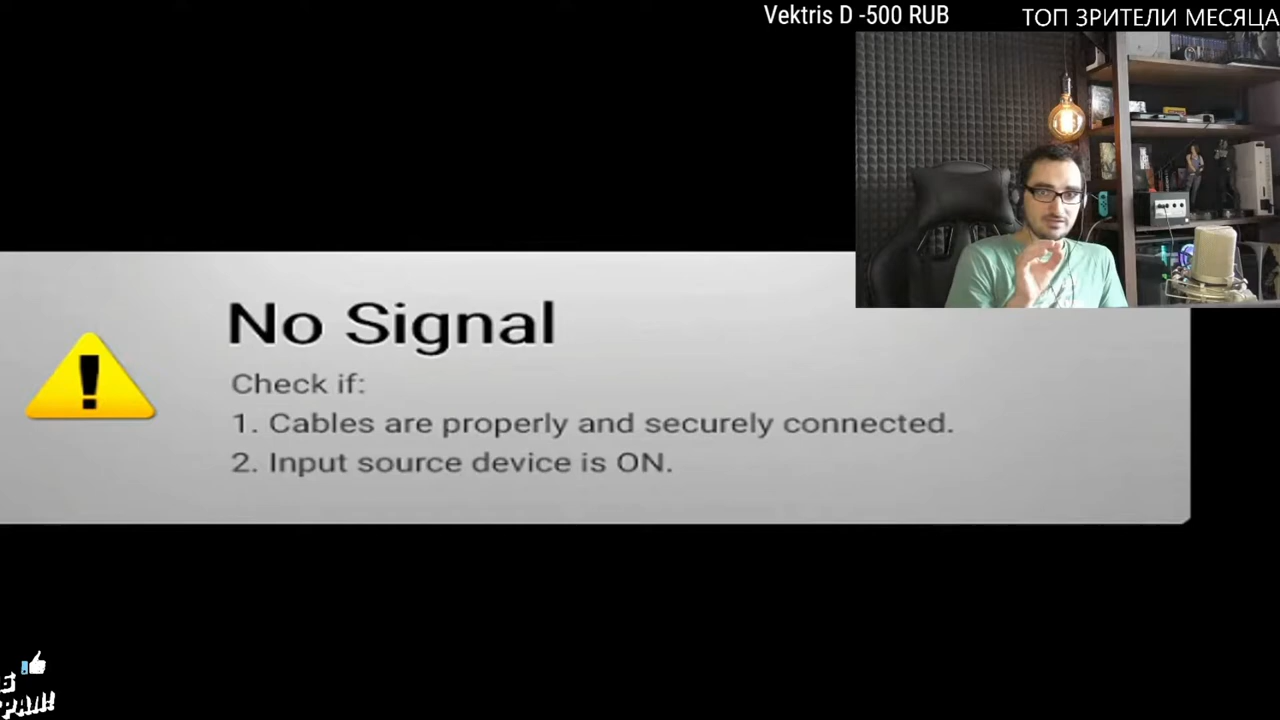 Vektris D -500 RUB
ТОП ЗРИТЕЛИ МЕСЯЦА
No Signal
Check if:
1. Cables are properly and securely connected.
2. Input source device is ON.